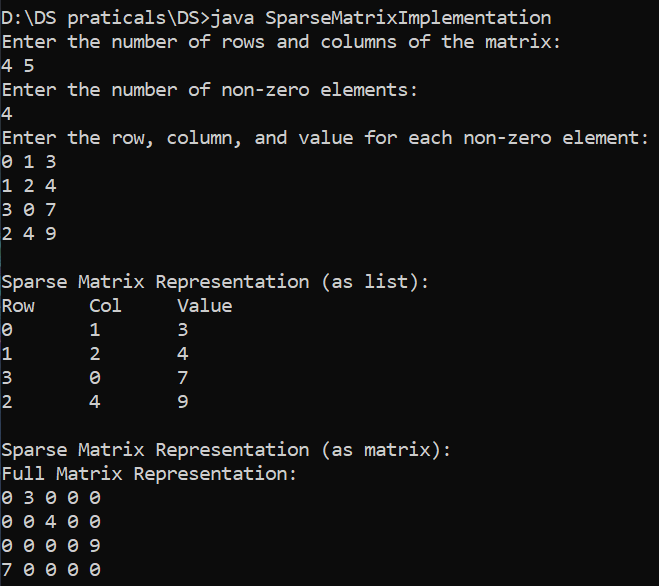 D:\DS praticals\DS>java SparseMatrixImplementation
Enter the number of rows and columns of the matrix:
4 5
Enter the number of non-zero elements:
4
Enter the row, column, and value for each non-zero element:
0 1 3
1 2 4
3 0 7
2 4 9

Sparse Matrix Representation (as list):
Row     Col     Value
0       1       3
1       2       4
3       0       7
2       4       9

Sparse Matrix Representation (as matrix):
Full Matrix Representation:
0 3 0 0 0
0 0 4 0 0
0 0 0 0 9
7 0 0 0 0